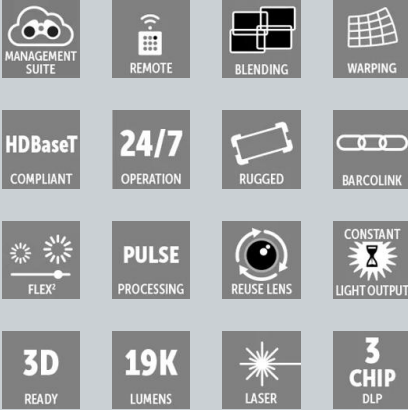 MANAGEMENT
SUITE
REMOTE
BLENDING
WARPING
HDBaseT
COMPLIANT
24/7
OPERATION
RUGGED
BARCOLINK
FLEX²
PULSE
PROCESSING
REUSE LENS
CONSTANT
LIGHT OUTPUT
3D
READY
19K
LUMENS
LASER
3
CHIP
DLP